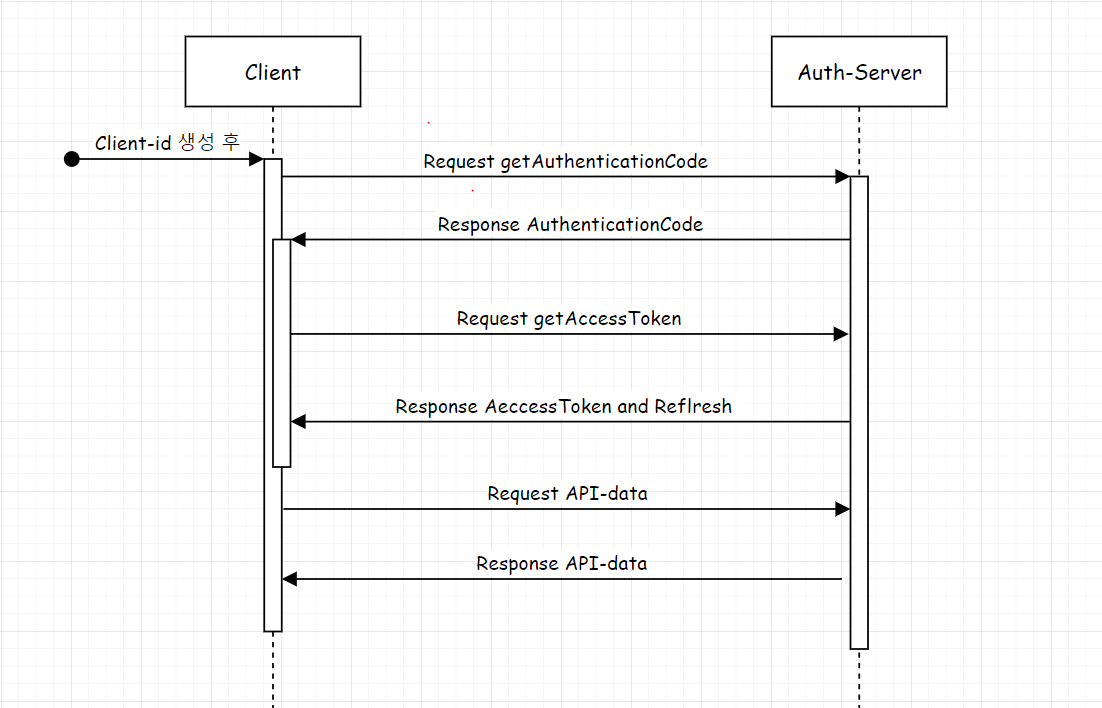 Client
Auth-Server
Client-id 생성 후
Request getAuthenticationCode
Response AuthenticationCode
Request getAccessToken
Response AeccessToken and Reflresh
Request API-data
Response API-data